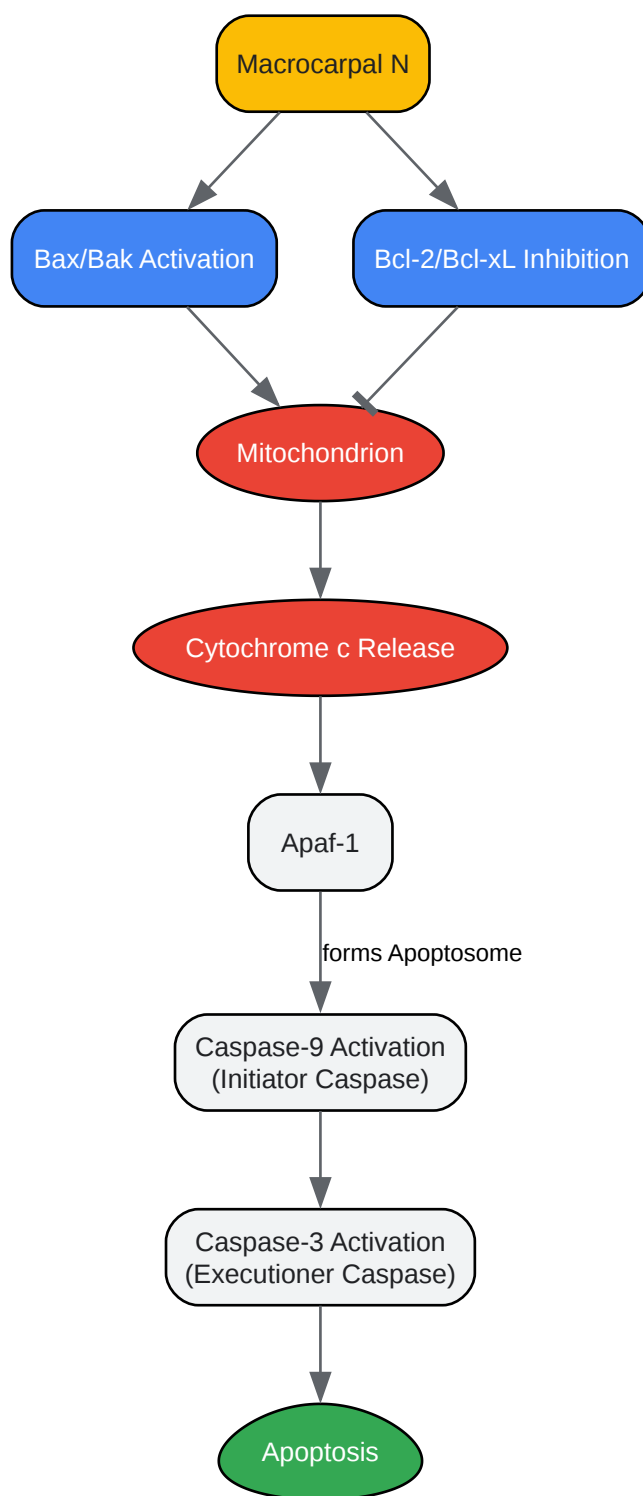 Macrocarpal N
Bax/Bak Activation
Bcl-2/Bcl-xL Inhibition
Mitochondrion
Cytochrome c Release
Apaf-1
forms Apoptosome
Caspase-9 Activation
(Initiator Caspase)
Caspase-3 Activation
(Executioner Caspase)
Apoptosis